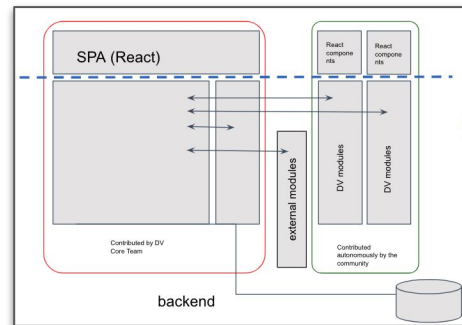 SPA (React)
React
compone
nts
React
compone
nts
DV modules
DV modules
external modules
Contributed by DV
Core Team
Contributed
autonomously by the
community
backend